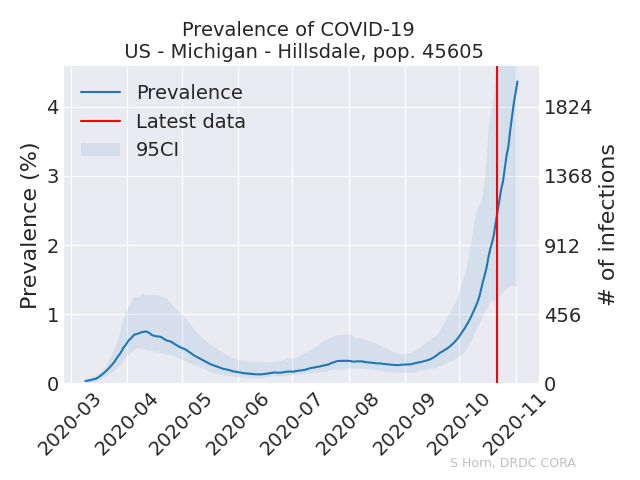 Prevalence of COVID-19
US - Michigan - Hillsdale, pop. 45605
Prevalence
Latest data
95CI
Prevalence (%)
4
3
2
1
0
1824
1368
912
456
0
# of infections
2020-03
2020-04
2020-05
2020-06
2020-07
2020-08
2020-09
2020-10
2020-11
S Horn, DRDC CORA